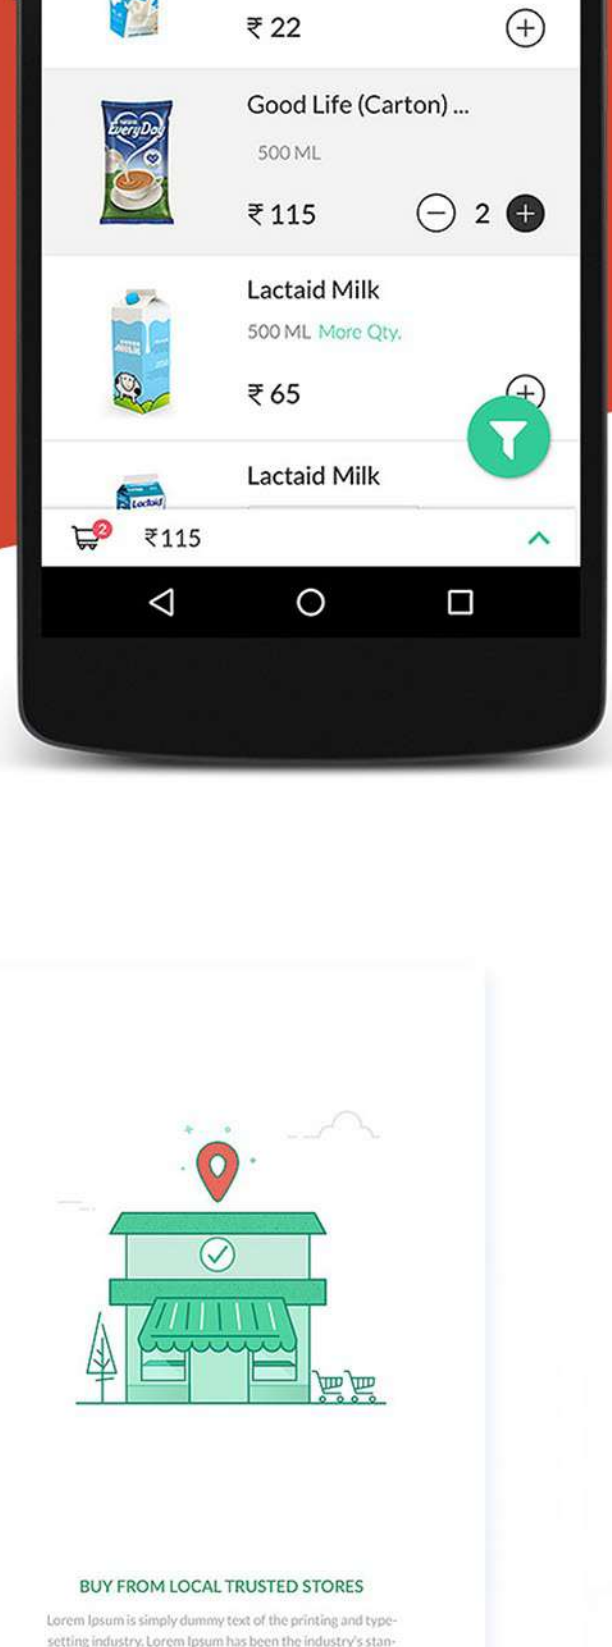 ₹ 22
Good Life (Carton) ...
EveryDay
500 ML
₹ 115
2
Lactaid Milk
500 ML More Qty.
₹ 65
Lactaid Milk
Lactaid
2
₹115
BUY FROM LOCAL TRUSTED STORES
Lorem Ipsum is simply dummy text of the printing and type-
setting industry. Lorem Ipsum has been the industry's stan-